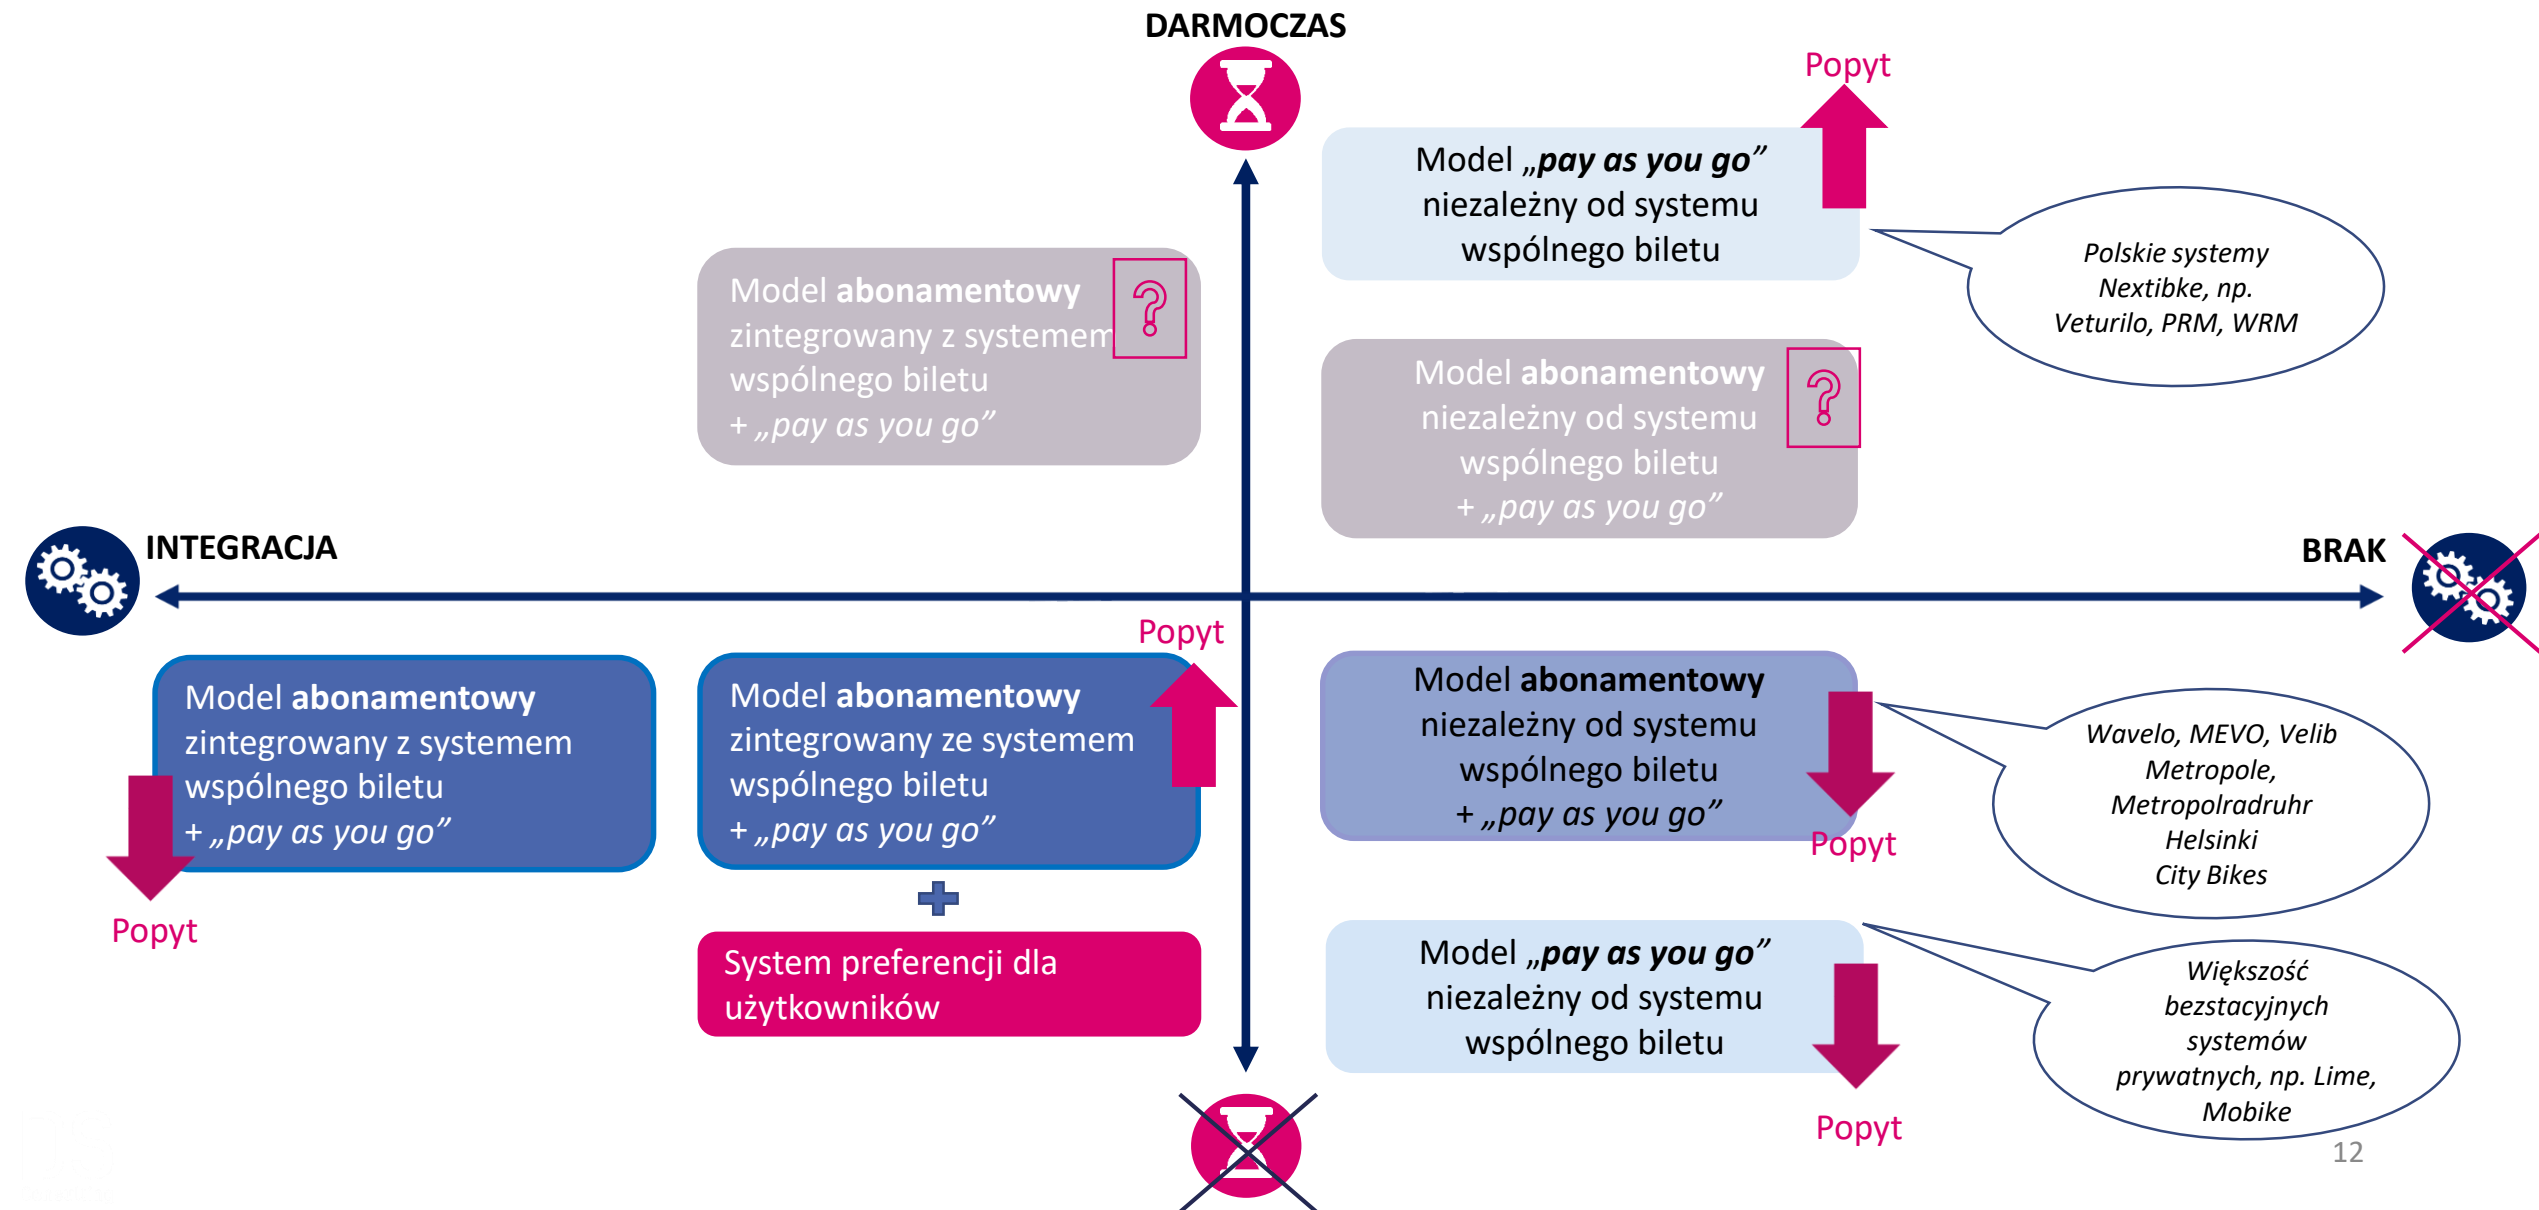 DARMOCZAS
Popyt
Model „pay as you go”
niezależny od systemu
wspólnego biletu
Polskie systemy
Nextibke, np.
Veturilo, PRM, WRM
Model abonamentowy
zintegrowany z systemem
wspólnego biletu
+ „pay as you go”
?
Model abonamentowy
niezależny od systemu
wspólnego biletu
+ „pay as you go”
?
INTEGRACJA
BRAK
Popyt
Model abonamentowy
zintegrowany z systemem
wspólnego biletu
+ „pay as you go”
Popyt
Model abonamentowy
zintegrowany ze systemem
wspólnego biletu
+ „pay as you go”
System preferencji dla
użytkowników
Model abonamentowy
niezależny od systemu
wspólnego biletu
+ „pay as you go”
Popyt
Wavelo, MEVO, Velib
Metropole,
Metropolradruhr
Helsinki
City Bikes
Model „pay as you go”
niezależny od systemu
wspólnego biletu
Popyt
Większość
bezstacyjnych
systemów
prywatnych, np. Lime,
Mobike
12